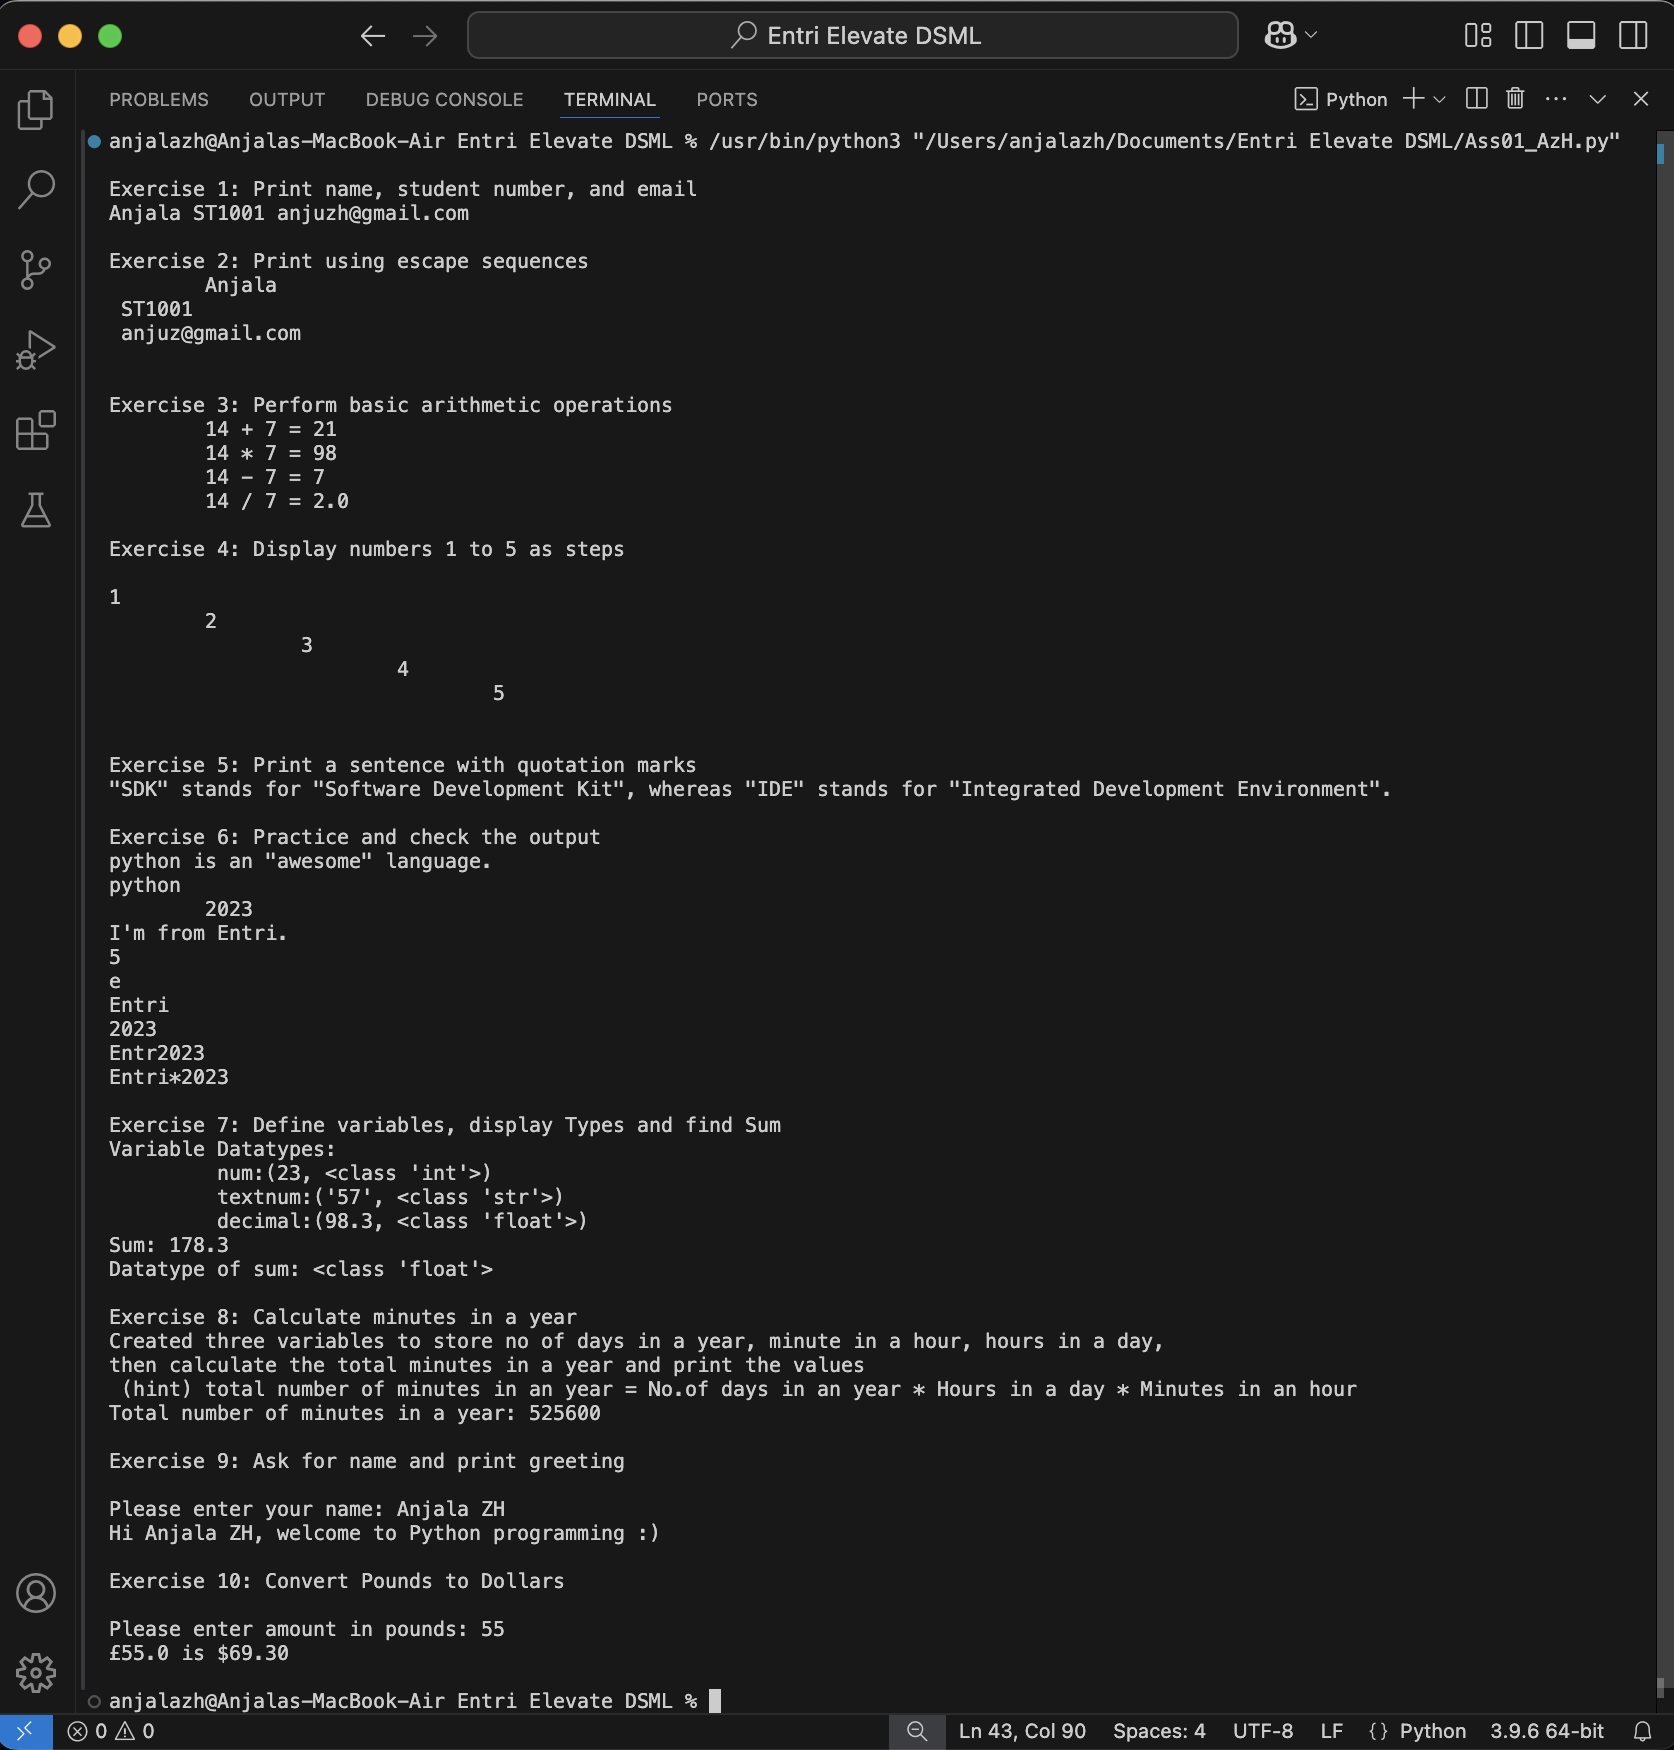 Entri Elevate DSML
PROBLEMS OUTPUT DEBUG CONSOLE TERMINAL PORTS Python
anjalazh@Anjalas-MacBook-Air Entri Elevate DSML % /usr/bin/python3 "/Users/anjalazh/Documents/Entri Elevate DSML/Ass01_AzH.py"
Exercise 1: Print name, student number, and email
Anjala ST1001 anjuzh@gmail.com
Exercise 2: Print using escape sequences
Anjala
ST1001
anjuz@gmail.com
Exercise 3: Perform basic arithmetic operations
14 + 7 = 21
14 * 7 = 98
14 - 7 = 7
14 / 7 = 2.0
Exercise 4: Display numbers 1 to 5 as steps
1
2
3
4
5
Exercise 5: Print a sentence with quotation marks
"SDK" stands for "Software Development Kit", whereas "IDE" stands for "Integrated Development Environment".
Exercise 6: Practice and check the output
python is an "awesome" language.
python
2023
I'm from Entri.
5
e
Entri
2023
Entr2023
Entri*2023
Exercise 7: Define variables, display Types and find Sum
Variable Datatypes:
num:(23, <class 'int'>)
textnum:('57', <class 'str'>)
decimal:(98.3, <class 'float'>)
Sum: 178.3
Datatype of sum: <class 'float'>
Exercise 8: Calculate minutes in a year
Created three variables to store no of days in a year, minute in a hour, hours in a day,
then calculate the total minutes in a year and print the values
(hint) total number of minutes in an year = No.of days in an year * Hours in a day * Minutes in an hour
Total number of minutes in a year: 525600
Exercise 9: Ask for name and print greeting
Please enter your name: Anjala ZH
Hi Anjala ZH, welcome to Python programming :)
Exercise 10: Convert Pounds to Dollars
Please enter amount in pounds: 55
£55.0 is $69.30
anjalazh@Anjalas-MacBook-Air Entri Elevate DSML %
0 0 Ln 43, Col 90 Spaces: 4 UTF-8 LF {} Python 3.9.6 64-bit